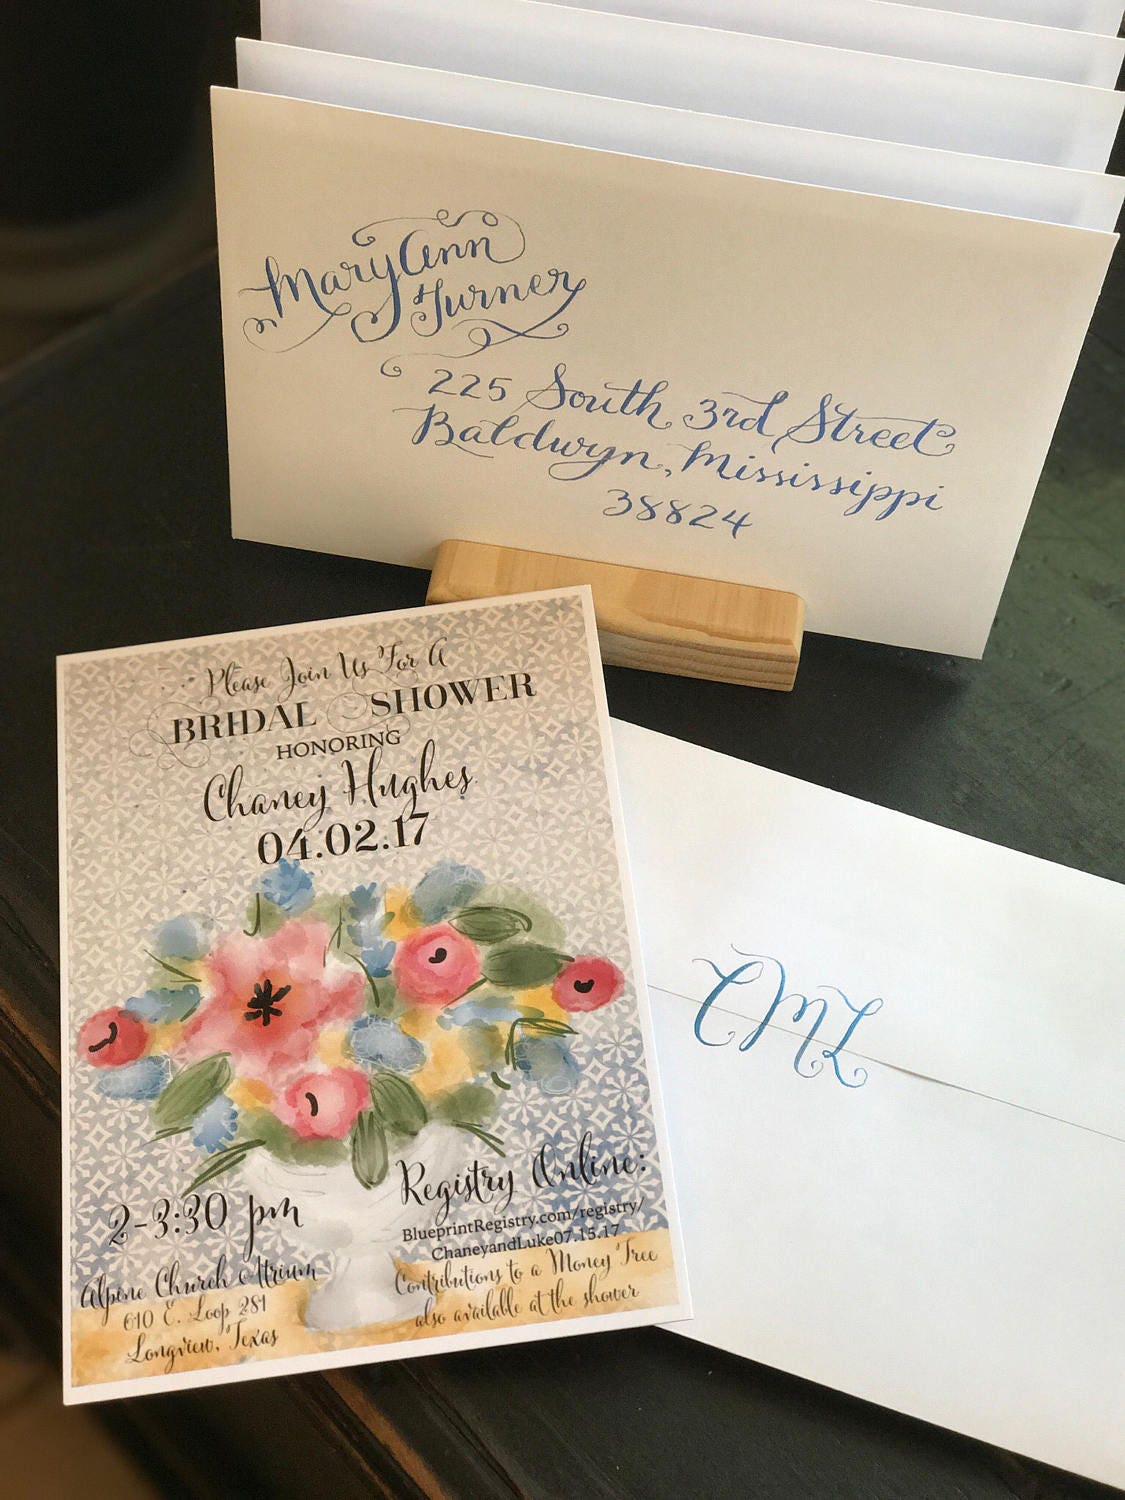 MaryAnn
Turner
225 South 3rd Street
Baldwyn, Mississippi
38824
Please Join Us For A
BRIDAL SHOWER
HONORING
Chaney Hughes
04.02.17
2-3:30 pm
Alpine Church Atrium
610 E. Loop 281
Longview, Texas
Registry Online:
BlueprintRegistry.com/registry/
ChaneyandLuke07.15.17
Contributions to a Money Tree
also available at the shower
CML